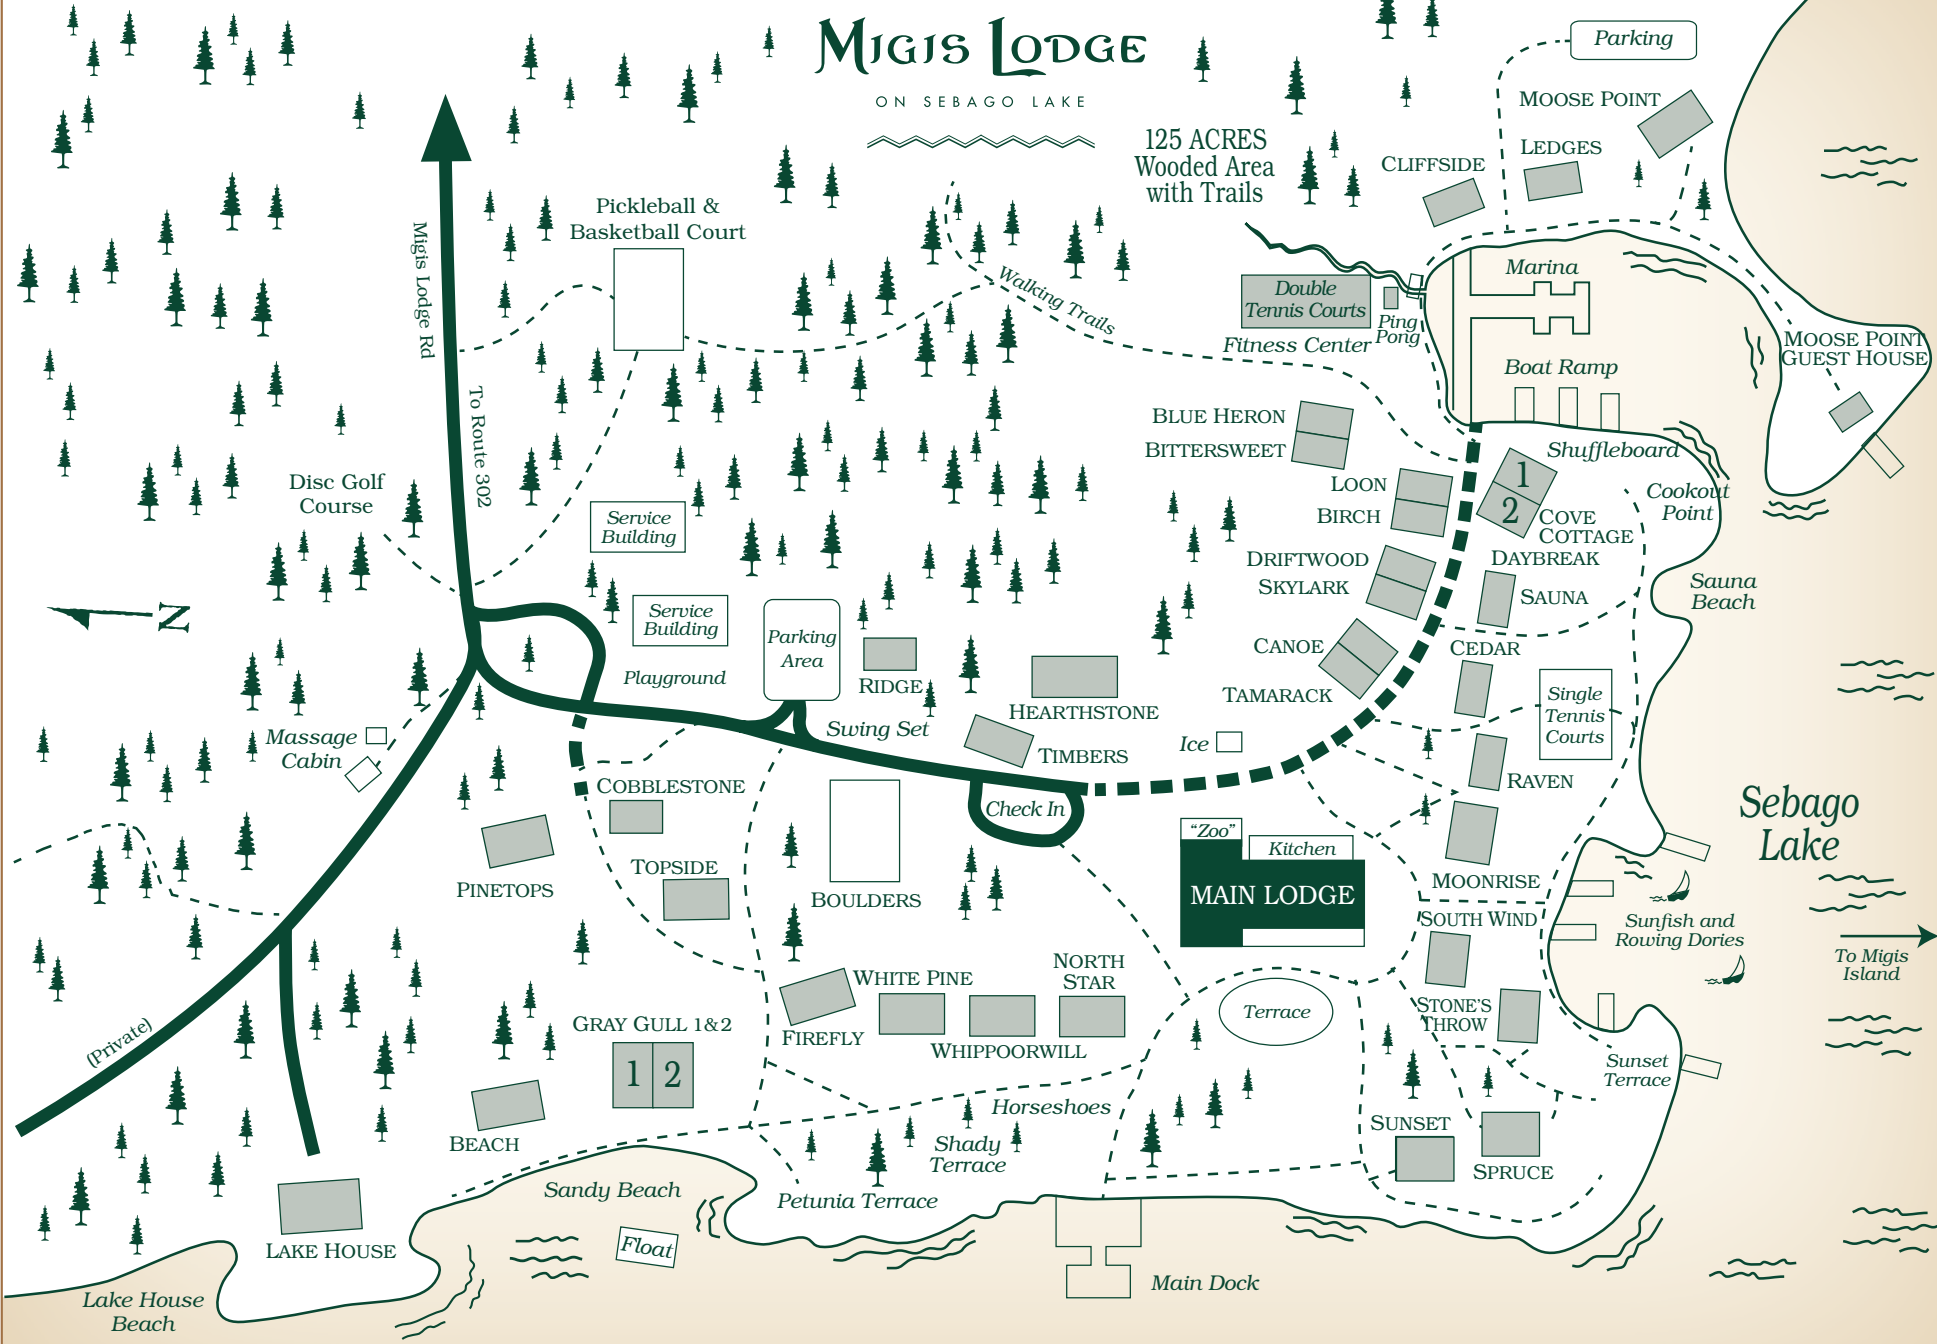 MIGIS LODGE
ON SEBAGO LAKE
Parking
MOOSE POINT
LEDGES
CLIFFSIDE
125 ACRES
Wooded Area
with Trails
Pickleball &
Basketball Court
Migis Lodge Rd
To Route 302
Walking Trails
Double
Tennis Courts
Ping
Pong
Fitness Center
Marina
Boat Ramp
MOOSE POINT
GUEST HOUSE
BLUE HERON
BITTERSWEET
Shuffleboard
1
2
COVE
COTTAGE
Cookout
Point
LOON
BIRCH
DRIFTWOOD
SKYLARK
DAYBREAK
SAUNA
Sauna
Beach
CANOE
TAMARACK
CEDAR
Single
Tennis
Courts
Disc Golf
Course
Service
Building
Service
Building
Playground
Parking
Area
RIDGE
Swing Set
HEARTHSTONE
TIMBERS
Ice
RAVEN
N
Massage
Cabin
COBBLESTONE
Check In
"Zoo"
Kitchen
MAIN LODGE
MOONRISE
SOUTH WIND
Sebago
Lake
Sunfish and
Rowing Dories
To Migis
Island
PINETOPS
TOPSIDE
BOULDERS
WHITE PINE
NORTH
STAR
FIREFLY
WHIPPOORWILL
Terrace
STONE'S
THROW
Sunset
Terrace
(Private)
GRAY GULL 1&2
1
2
BEACH
Horseshoes
Shady
Terrace
Petunia Terrace
SUNSET
SPRUCE
Sandy Beach
Float
LAKE HOUSE
Lake House
Beach
Main Dock